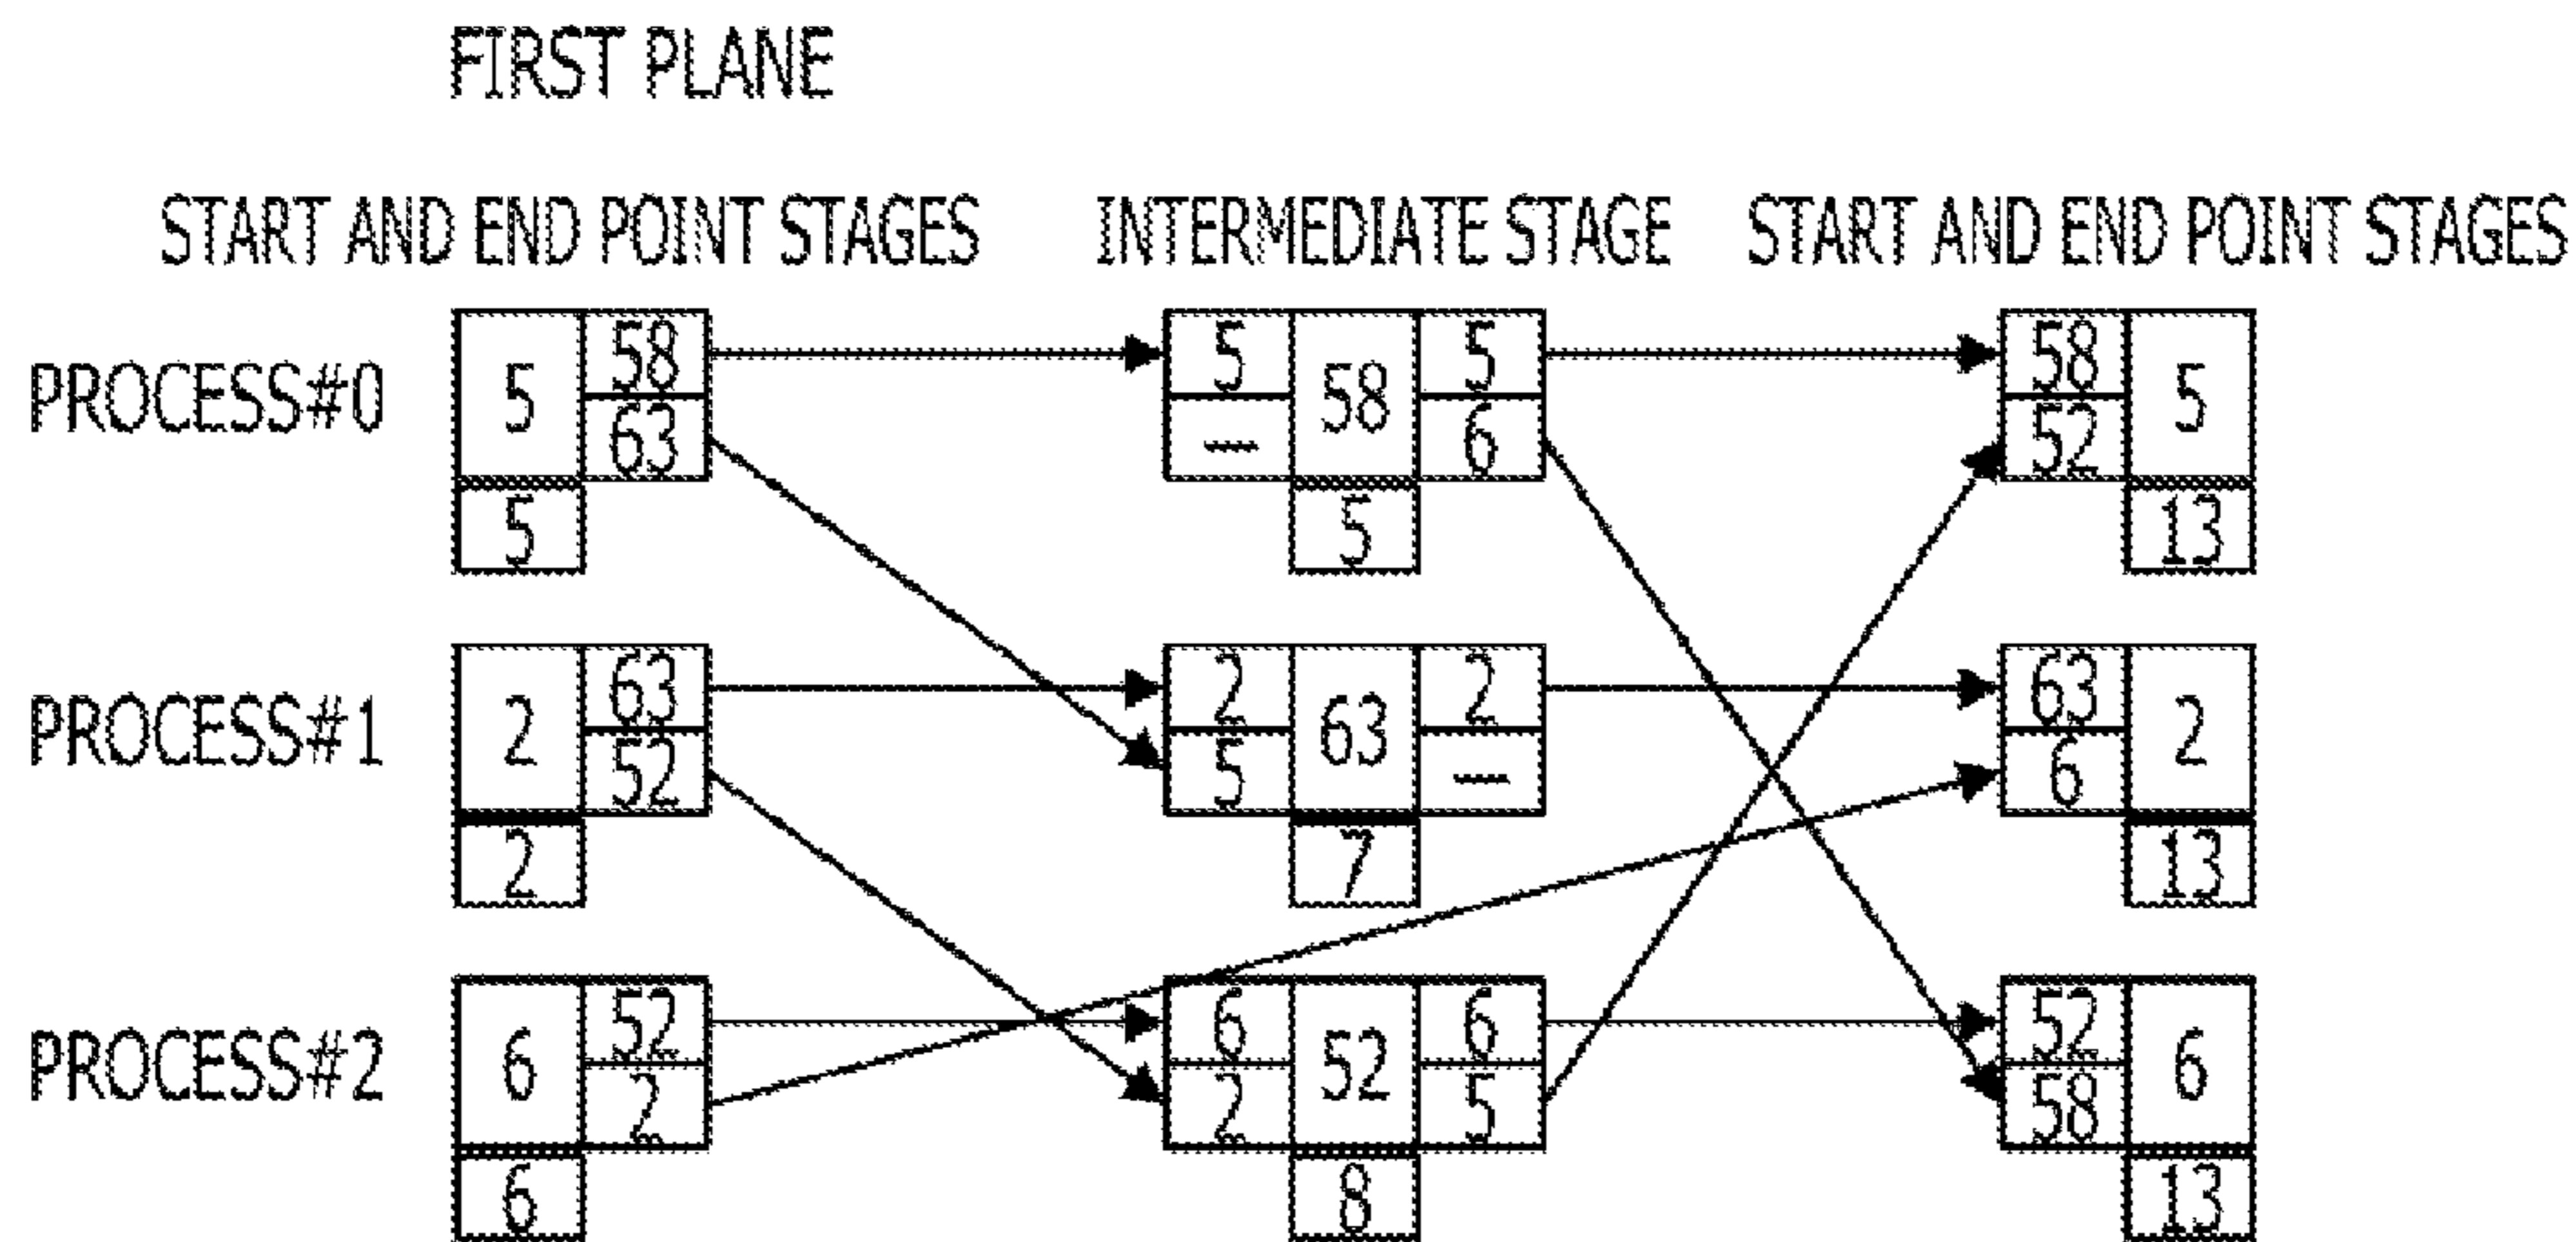 FIRST PLANE
START AND END POINT STAGES INTERMEDIATE STAGE START AND END POINT STAGES
58 5 5 58
PROCESS#0 5 58 5
63 — 6 52
5 5 13
63 2 2 63
PROCESS#1 2 63 2
52 5 — 6
2 7 13
52 6 6 52
PROCESS#2 6 52 6
2 2 5 58
6 8 13